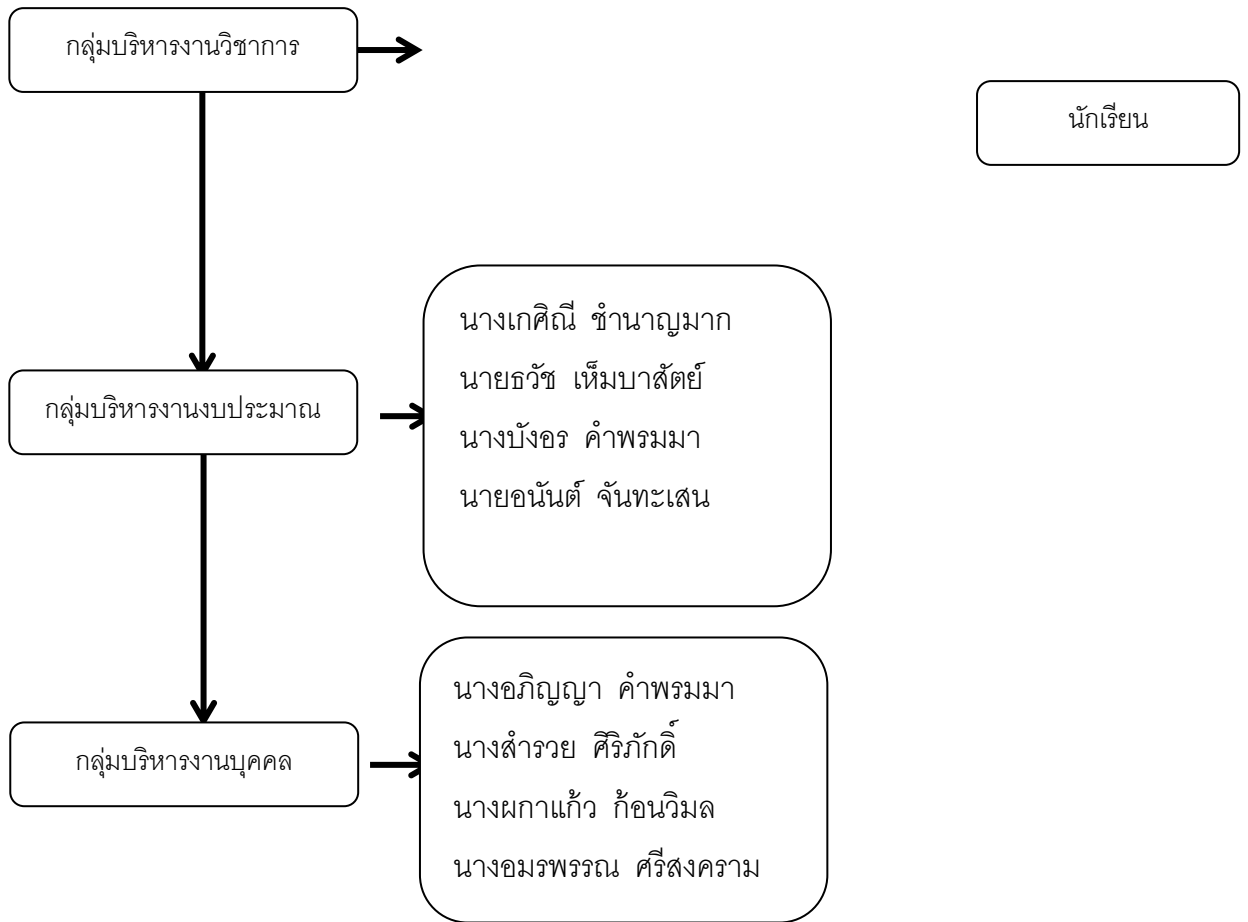 กลุ่มบริหารงานวิชาการ
นักเรียน
กลุ่มบริหารงานงบประมาณ
นางเกศิณี ชำนาญมาก
นายธวัช เห็มบาสัตย์
นางบังอร คำพรมมา
นายอนันต์ จันทะเสน
กลุ่มบริหารงานบุคคล
นางอภิญญา คำพรมมา
นางสำรวย ศิริภักดิ์
นางผกาแก้ว ก้อนวิมล
นางอมรพรรณ ศรีสงคราม